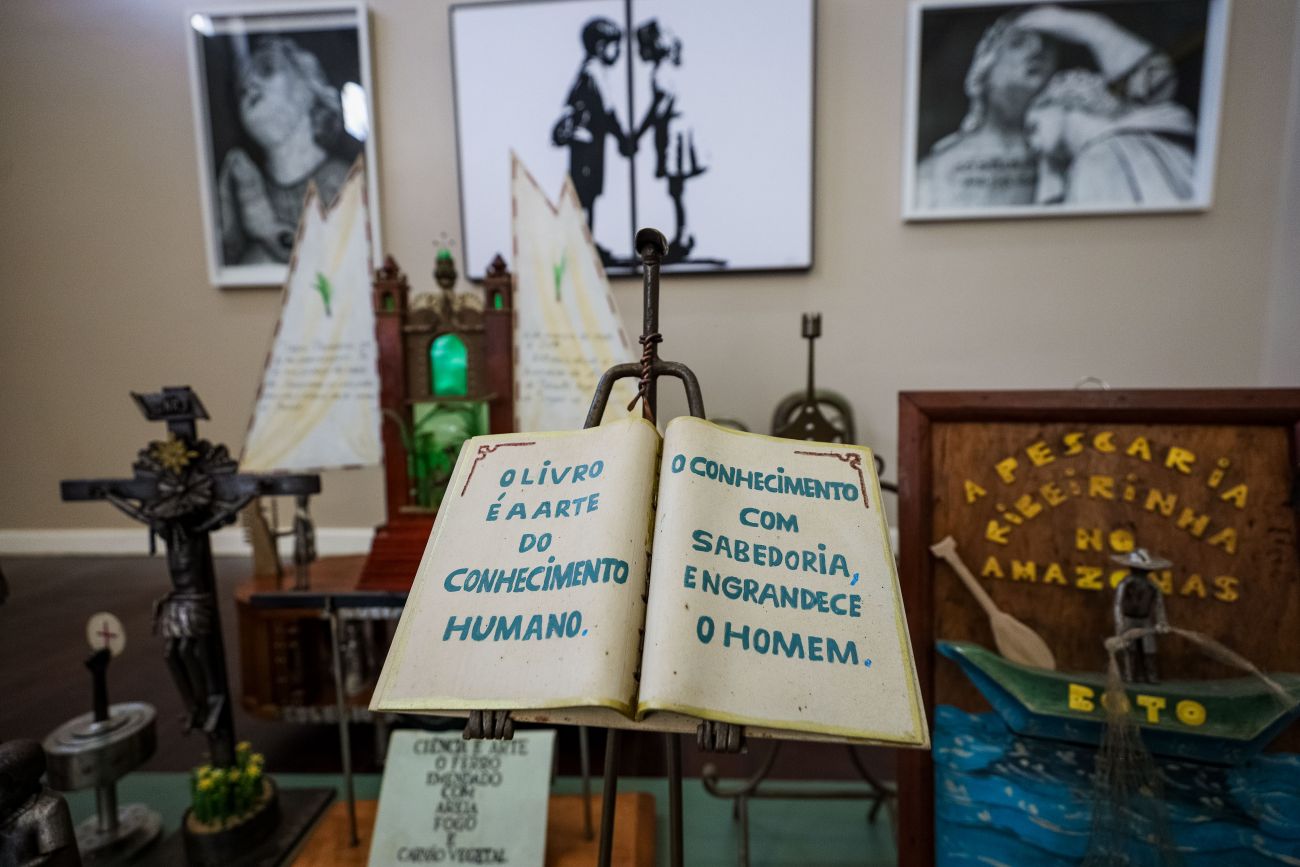 O LIVRO
É A ARTE
DO
CONHECIMENTO
HUMANO.
O CONHECIMENTO
COM
SABEDORIA,
ENGRANDECE
O HOMEM.
A PESCARIA
RIBEIRINHA
NO
AMAZONAS
BOTO
CIÊNCIA E ARTE
O FERRO
EMENDADO
COM
AREIA
FOGO
E
CARVÃO VEGETAL